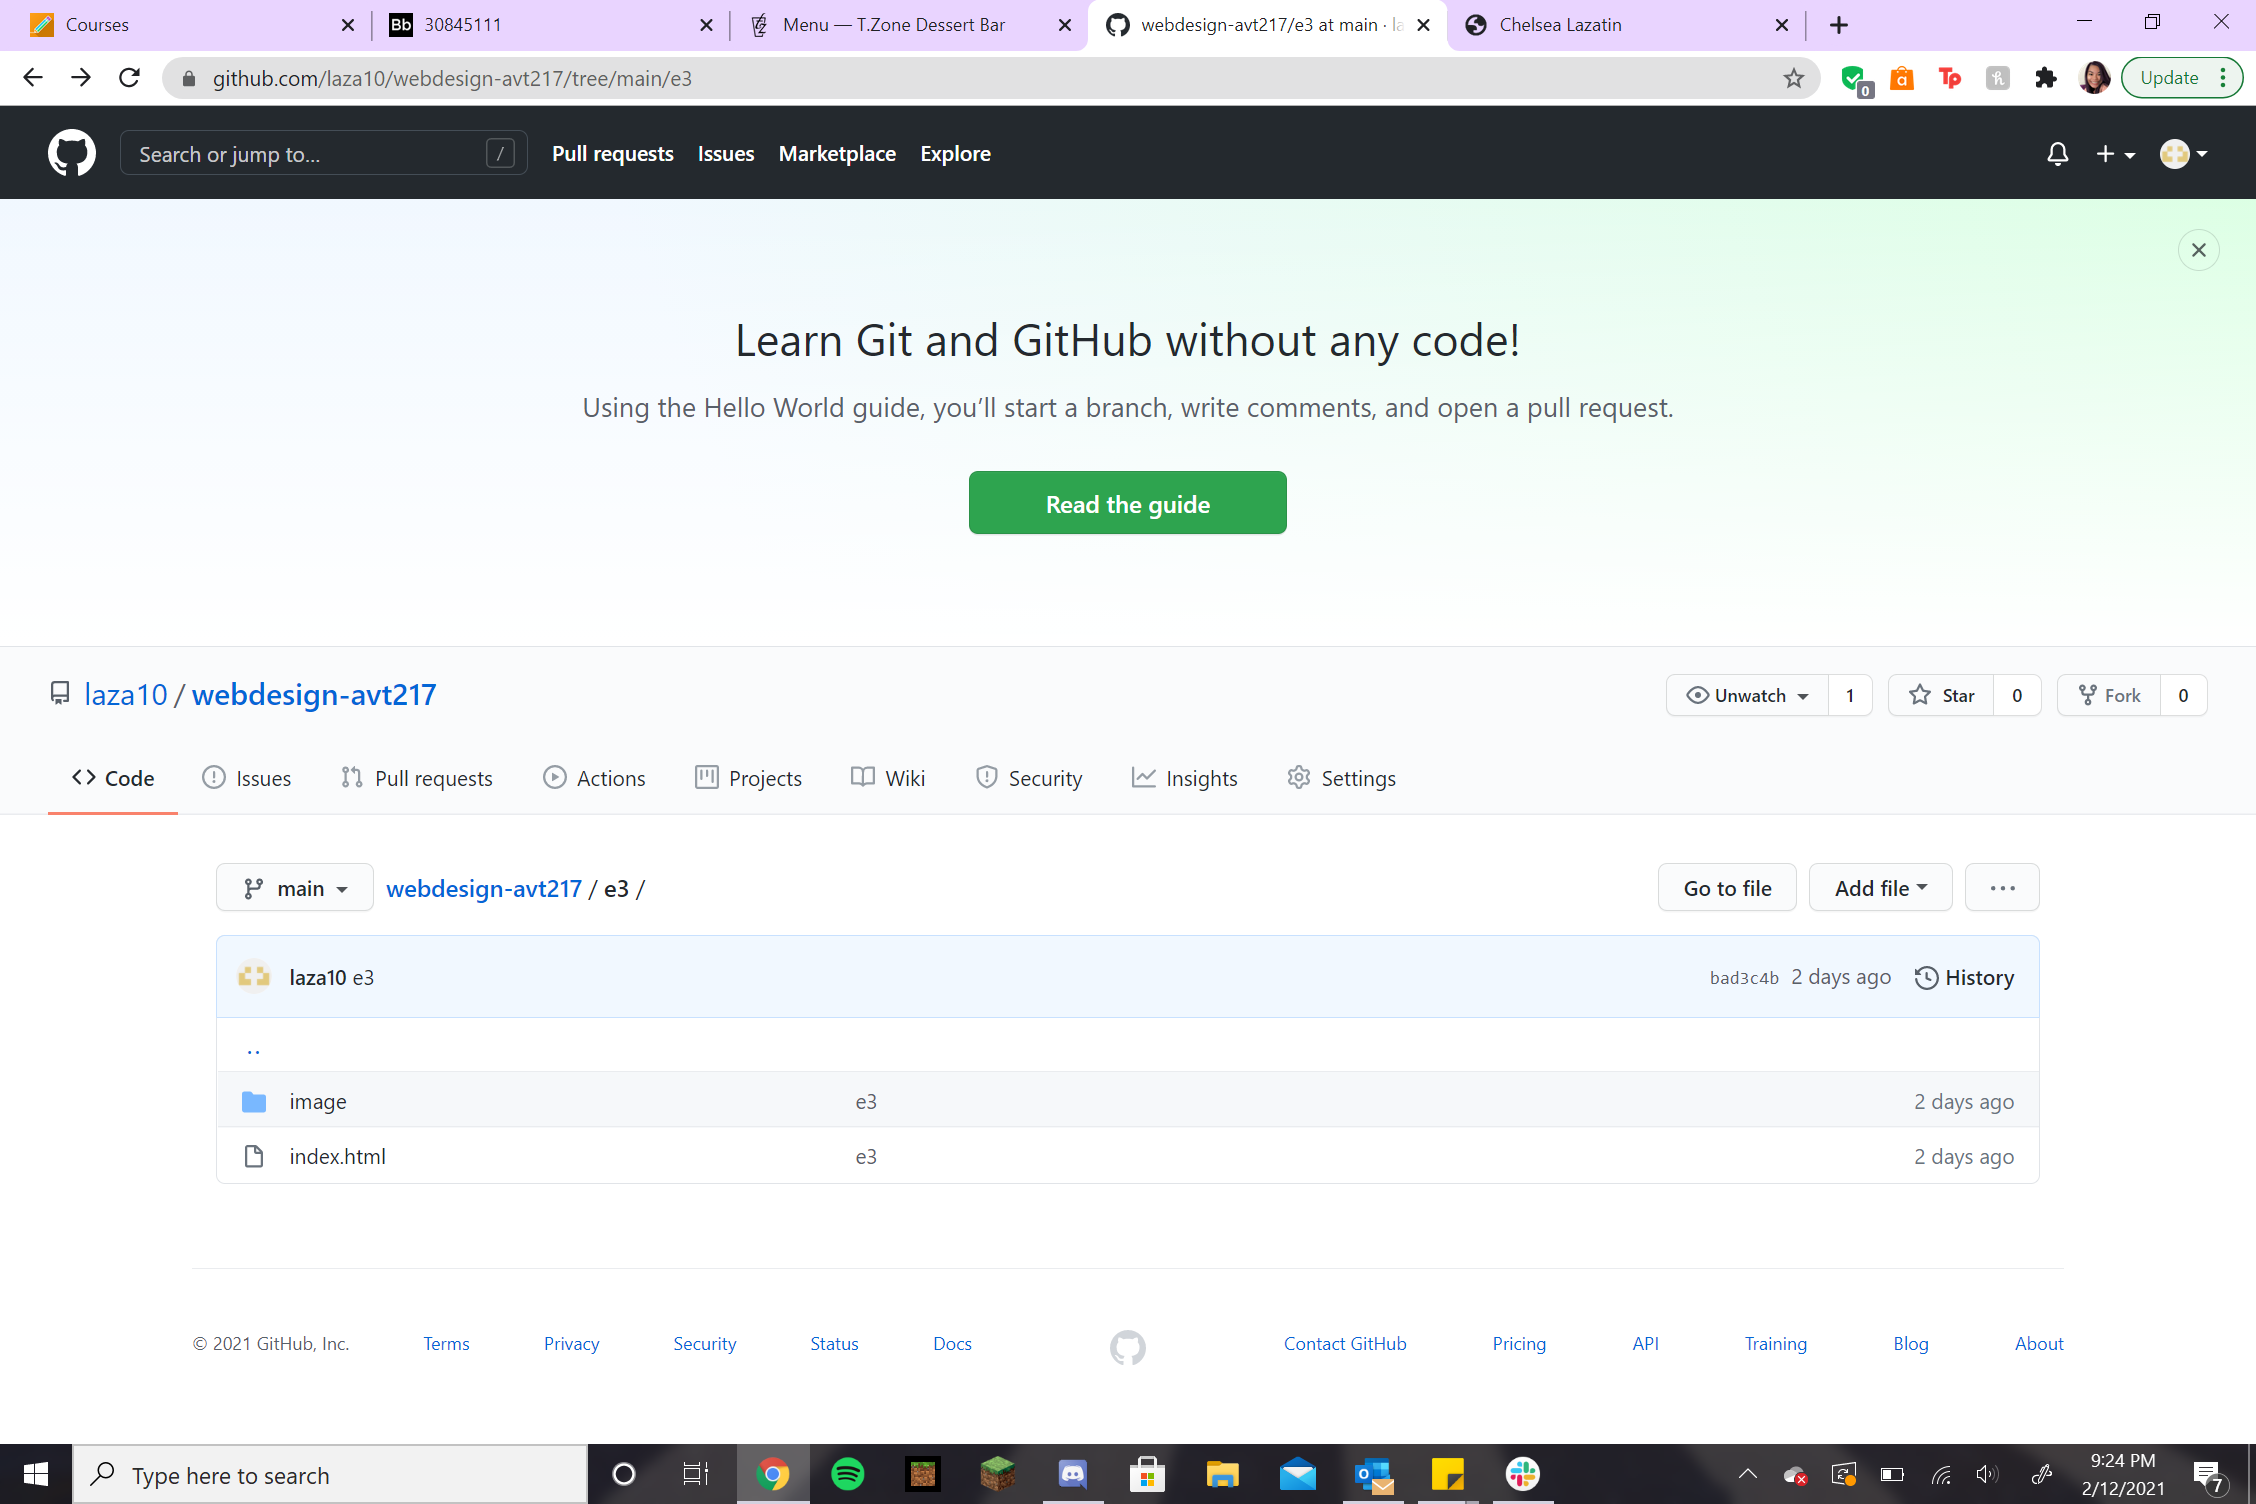 Courses
Bb 30845111
Menu — T.Zone Dessert Bar
webdesign-avt217/e3 at main · la
Chelsea Lazatin
github.com/laza10/webdesign-avt217/tree/main/e3
0
a
Tp
h
Update
Search or jump to...
/
Pull requests
Issues
Marketplace
Explore
Learn Git and GitHub without any code!
Using the Hello World guide, you’ll start a branch, write comments, and open a pull request.
Read the guide
laza10 / webdesign-avt217
Unwatch 1
Star 0
Fork 0
Code
Issues
Pull requests
Actions
Projects
Wiki
Security
Insights
Settings
main
webdesign-avt217 / e3 /
Go to file
Add file
...
laza10 e3
bad3c4b 2 days ago
History
..
image e3 2 days ago
index.html e3 2 days ago
© 2021 GitHub, Inc.
Terms
Privacy
Security
Status
Docs
Contact GitHub
Pricing
API
Training
Blog
About
Type here to search
9:24 PM
2/12/2021
7